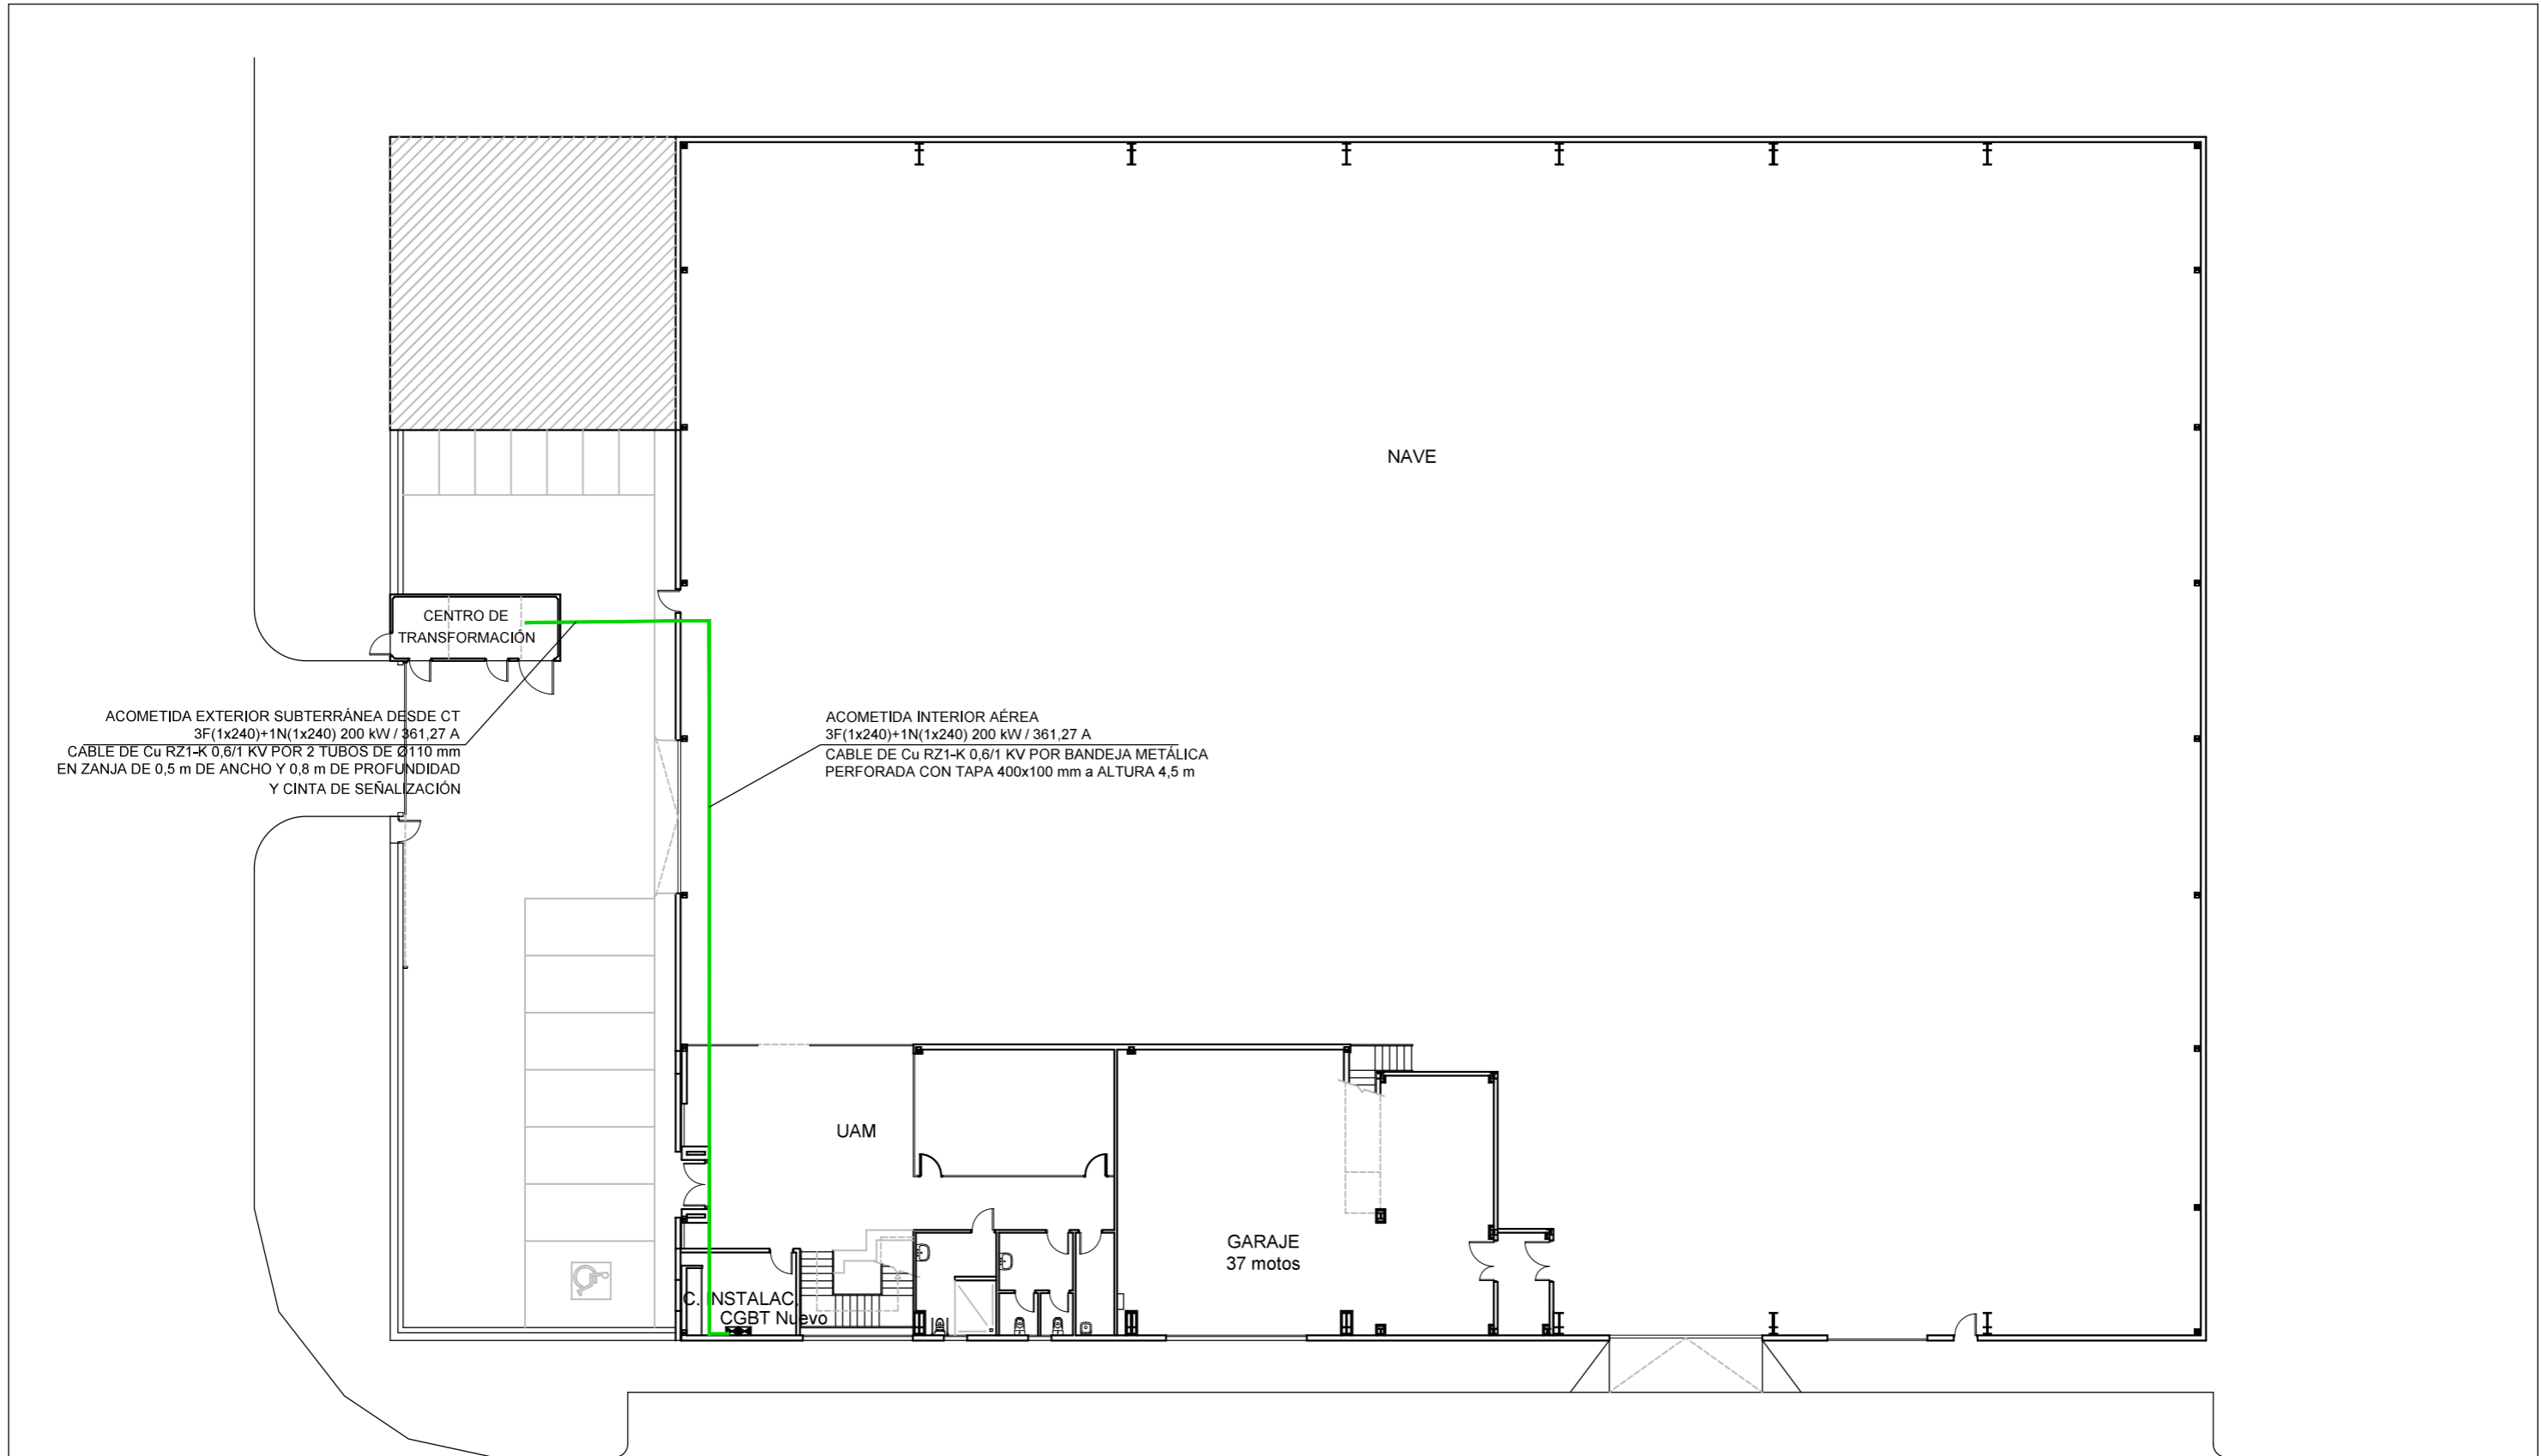 NAVE
CENTRO DE
TRANSFORMACIÓN
ACOMETIDA EXTERIOR SUBTERRÁNEA DESDE CT
3F(1x240)+1N(1x240) 200 kW / 361,27 A
CABLE DE Cu RZ1-K 0,6/1 KV POR 2 TUBOS DE Ø110 mm
EN ZANJA DE 0,5 m DE ANCHO Y 0,8 m DE PROFUNDIDAD
Y CINTA DE SEÑALIZACIÓN
ACOMETIDA INTERIOR AÉREA
3F(1x240)+1N(1x240) 200 kW / 361,27 A
CABLE DE Cu RZ1-K 0,6/1 KV POR BANDEJA METÁLICA
PERFORADA CON TAPA 400x100 mm a ALTURA 4,5 m
UAM
GARAJE
37 motos
C. INSTALAC.
CGBT Nuevo